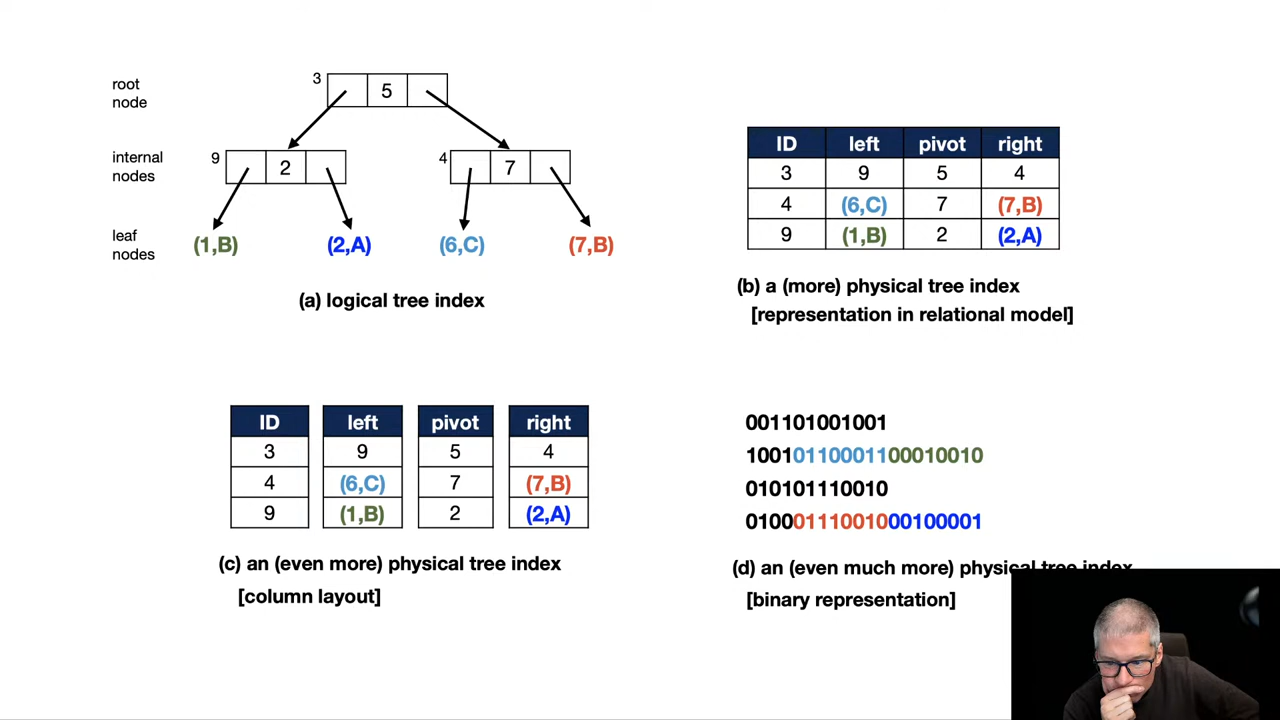 root
node
3
5
internal
nodes
9
2
4
7
leaf
nodes
(1,B)
(2,A)
(6,C)
(7,B)
(a) logical tree index
ID left pivot right
3 9 5 4
4 (6,C) 7 (7,B)
9 (1,B) 2 (2,A)
(b) a (more) physical tree index
[representation in relational model]
ID left pivot right
3 9 5 4
4 (6,C) 7 (7,B)
9 (1,B) 2 (2,A)
(c) an (even more) physical tree index
[column layout]
001101001001
10010110001100010010
010101110010
01000111001000100001
(d) an (even much more) physical tree index
[binary representation]